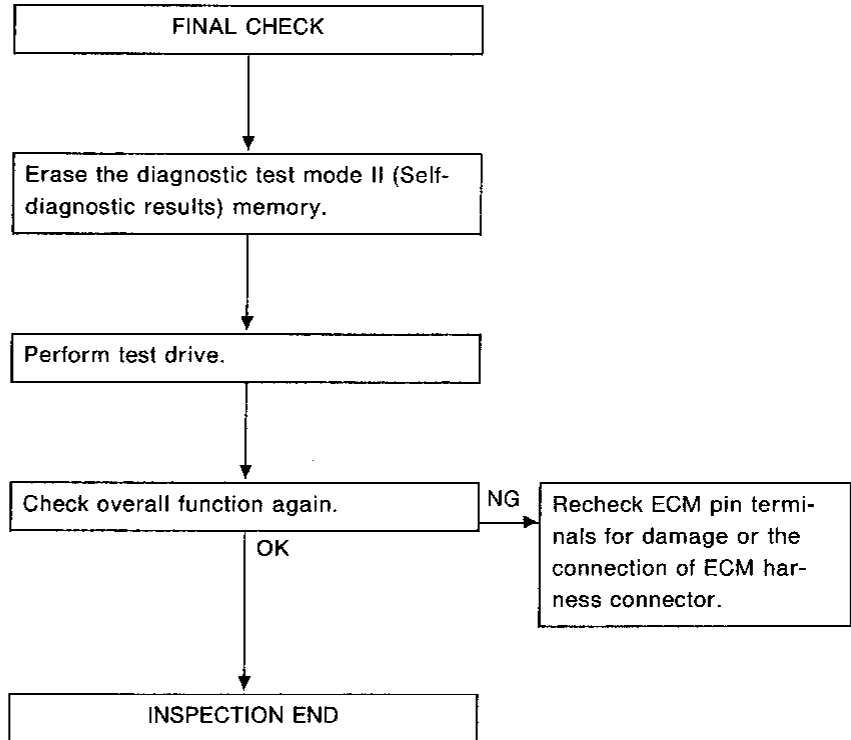 FINAL CHECK
Erase the diagnostic test mode II (Self-
diagnostic results) memory.
Perform test drive.
Check overall function again.
NG
Recheck ECM pin termi-
nals for damage or the
connection of ECM har-
ness connector.
OK
INSPECTION END